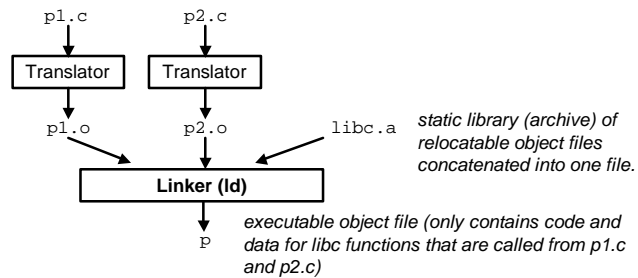 p1.c p2.c
Translator Translator
p1.o p2.o libc.a
static library (archive) of
relocatable object files
concatenated into one file.
Linker (ld)
p
executable object file (only contains code and
data for libc functions that are called from p1.c
and p2.c)